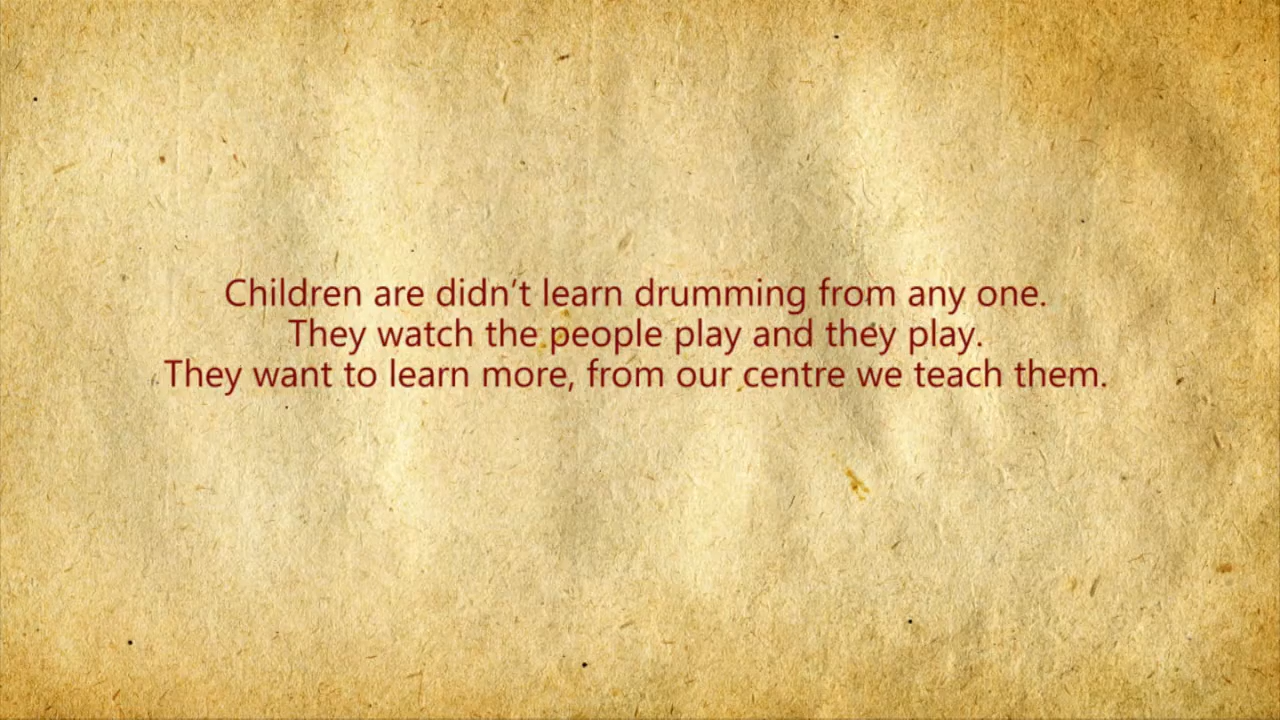 Children are didn’t learn drumming from any one.
They watch the people play and they play.
They want to learn more, from our centre we teach them.